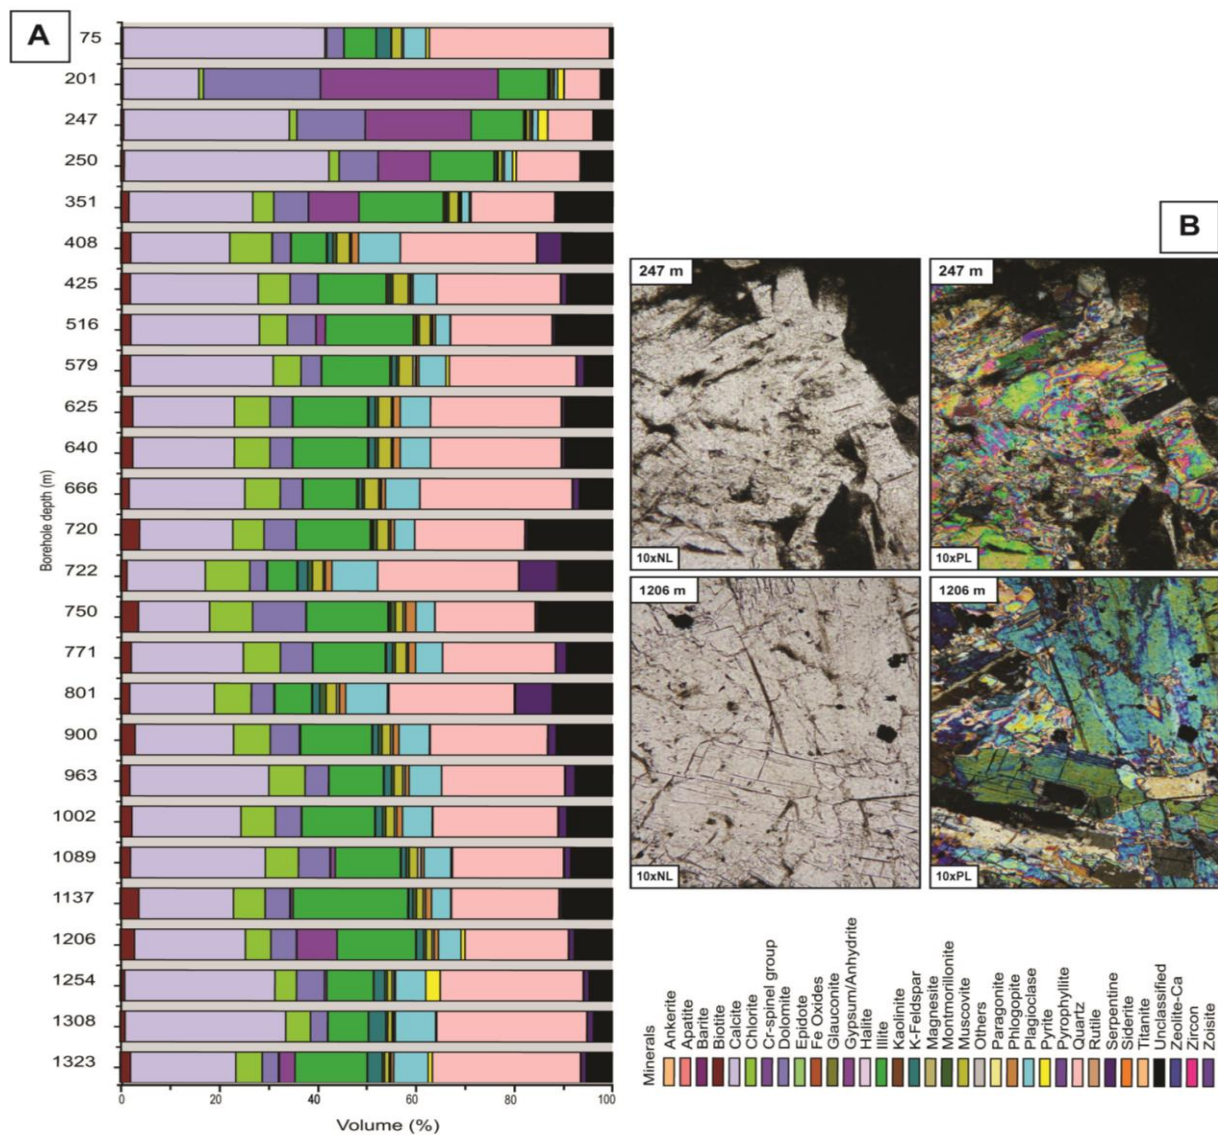 A
75
201
247
250
351
408
425
516
579
625
640
666
720
722
750
771
801
900
963
1002
1089
1137
1206
1254
1308
1323
Borehole depth (m)
0
20
40
60
80
100
Volume (%)
B
247 m
10xNL
247 m
10xPL
1206 m
10xNL
1206 m
10xPL
Minerals
Ankerite
Apatite
Barite
Biotite
Calcite
Chlorite
Cr-spinel group
Dolomite
Epidote
Fe Oxides
Glauconite
Gypsum/Anhydrite
Halite
Illite
Kaolinite
K-Feldspar
Magnesite
Montmorillonite
Muscovite
Others
Paragonite
Phlogopite
Plagioclase
Pyrite
Pyrophyllite
Quartz
Rutile
Serpentine
Siderite
Titanite
Unclassified
Zeolite-Ca
Zircon
Zoisite